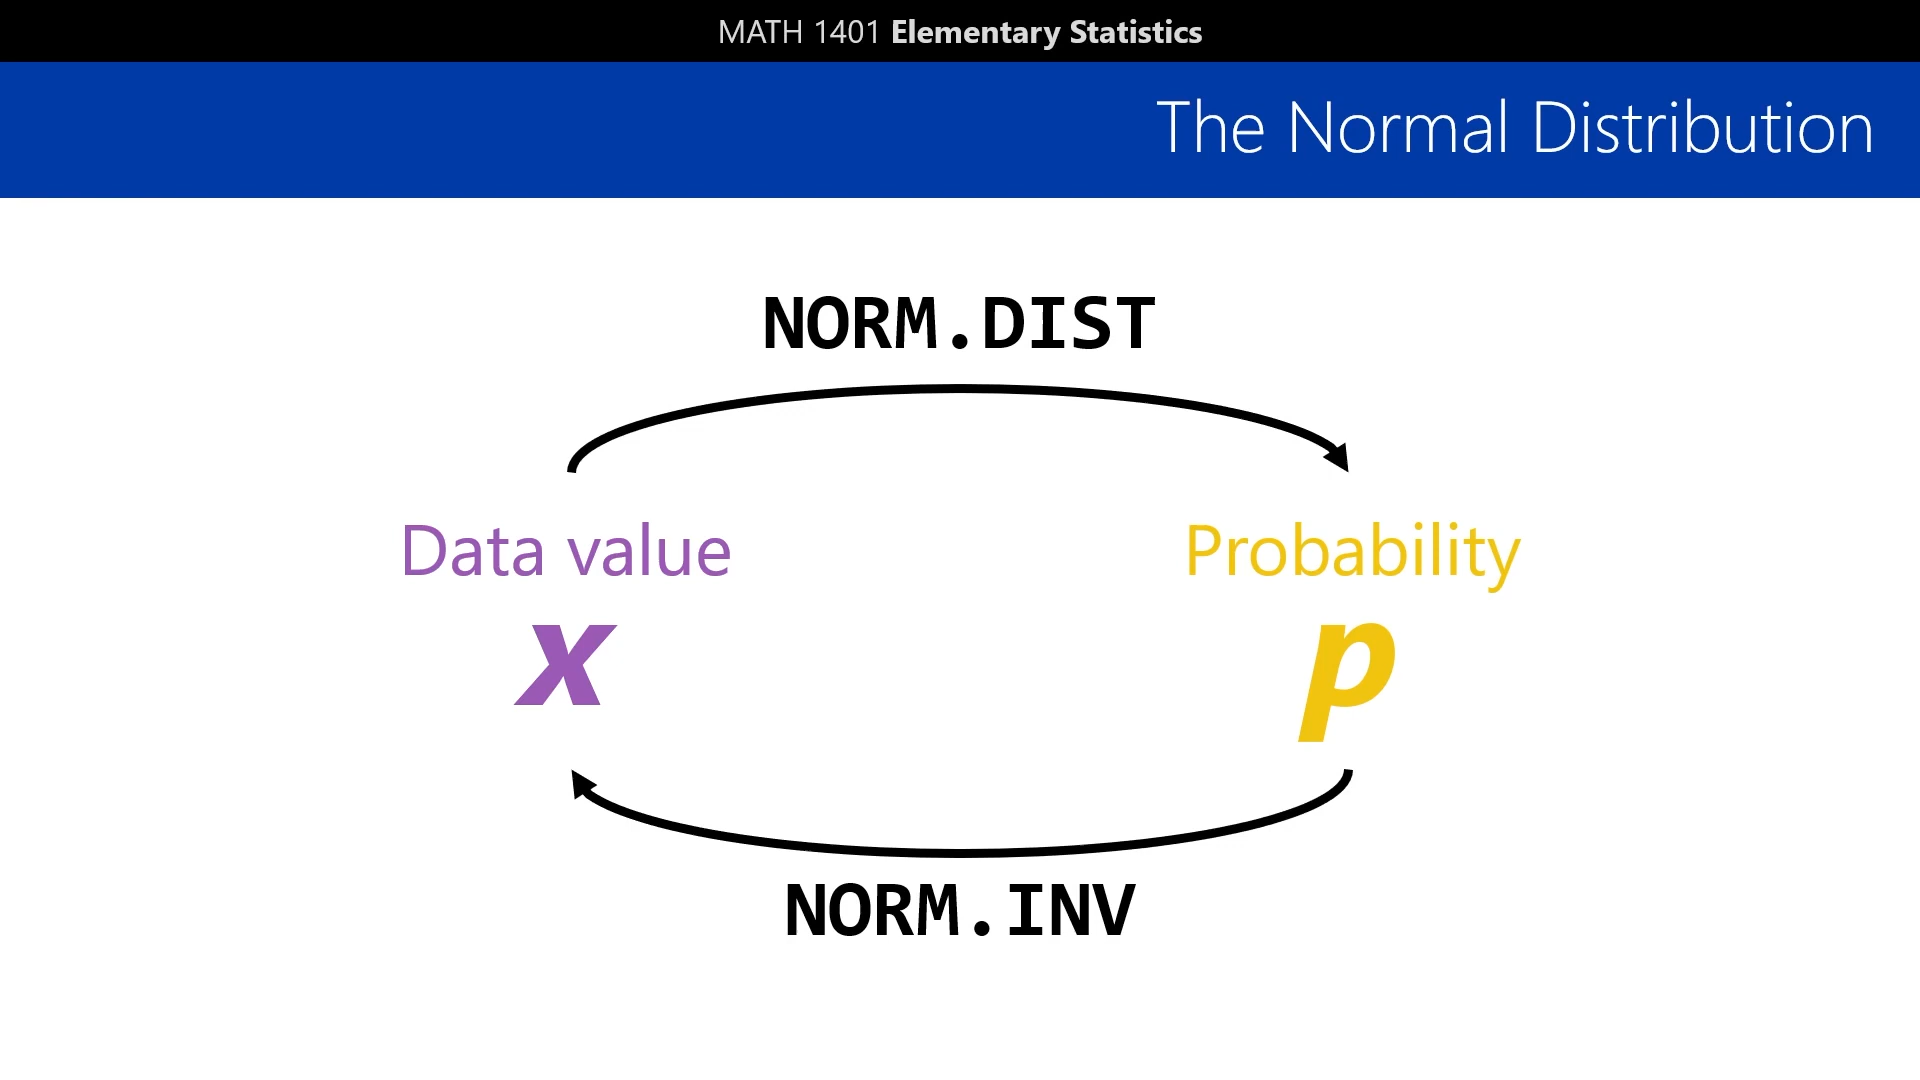 MATH 1401 Elementary Statistics
The Normal Distribution
NORM.DIST
Data value
x
Probability
p
NORM.INV